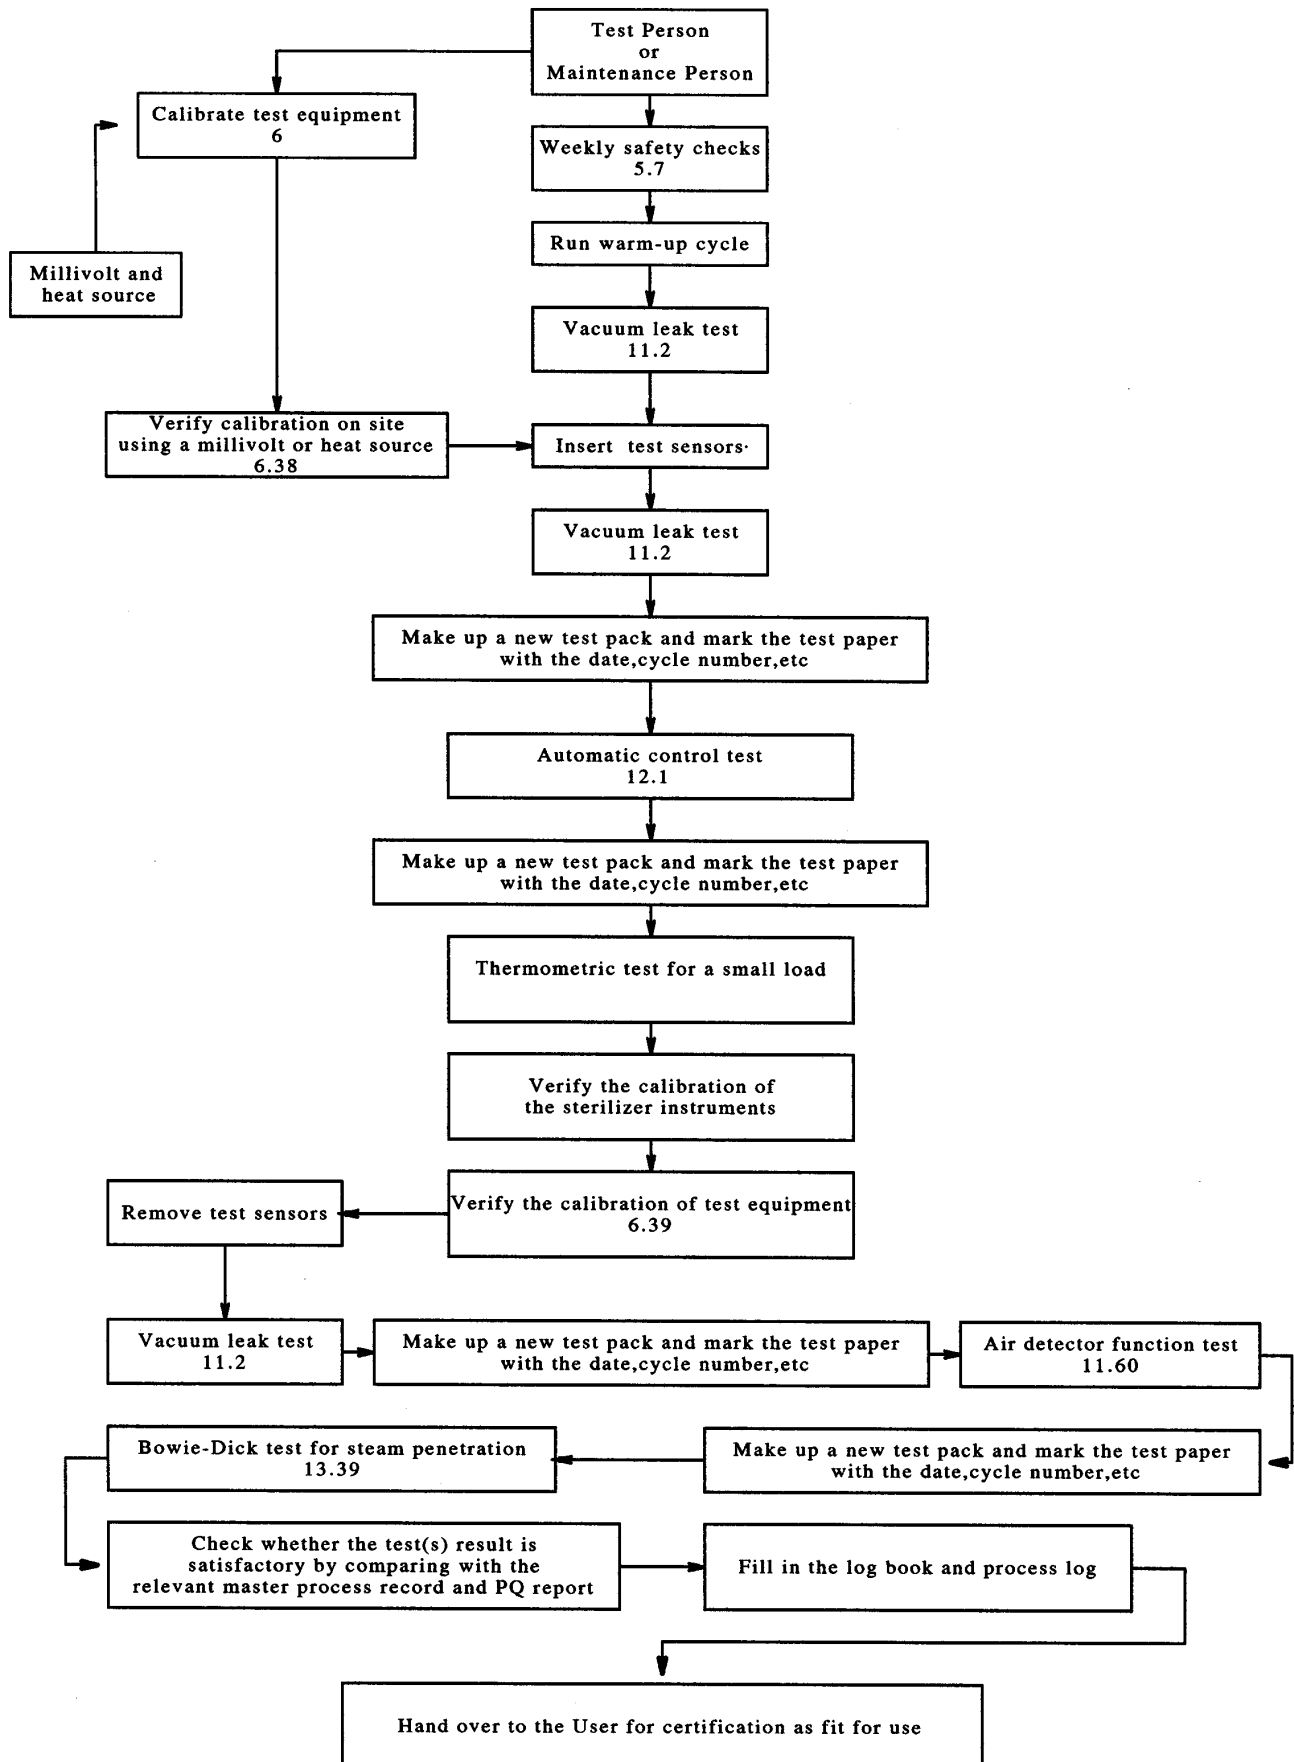 Test Person
or
Maintenance Person
Calibrate test equipment
6
Weekly safety checks
5.7
Run warm-up cycle
Millivolt and
heat source
Vacuum leak test
11.2
Verify calibration on site
using a millivolt or heat source
6.38
Insert test sensors·
Vacuum leak test
11.2
Make up a new test pack and mark the test paper
with the date,cycle number,etc
Automatic control test
12.1
Make up a new test pack and mark the test paper
with the date,cycle number,etc
Thermometric test for a small load
Verify the calibration of
the sterilizer instruments
Verify the calibration of test equipment
6.39
Remove test sensors
Vacuum leak test
11.2
Make up a new test pack and mark the test paper
with the date,cycle number,etc
Air detector function test
11.60
Make up a new test pack and mark the test paper
with the date,cycle number,etc
Bowie-Dick test for steam penetration
13.39
Check whether the test(s) result is
satisfactory by comparing with the
relevant master process record and PQ report
Fill in the log book and process log
Hand over to the User for certification as fit for use